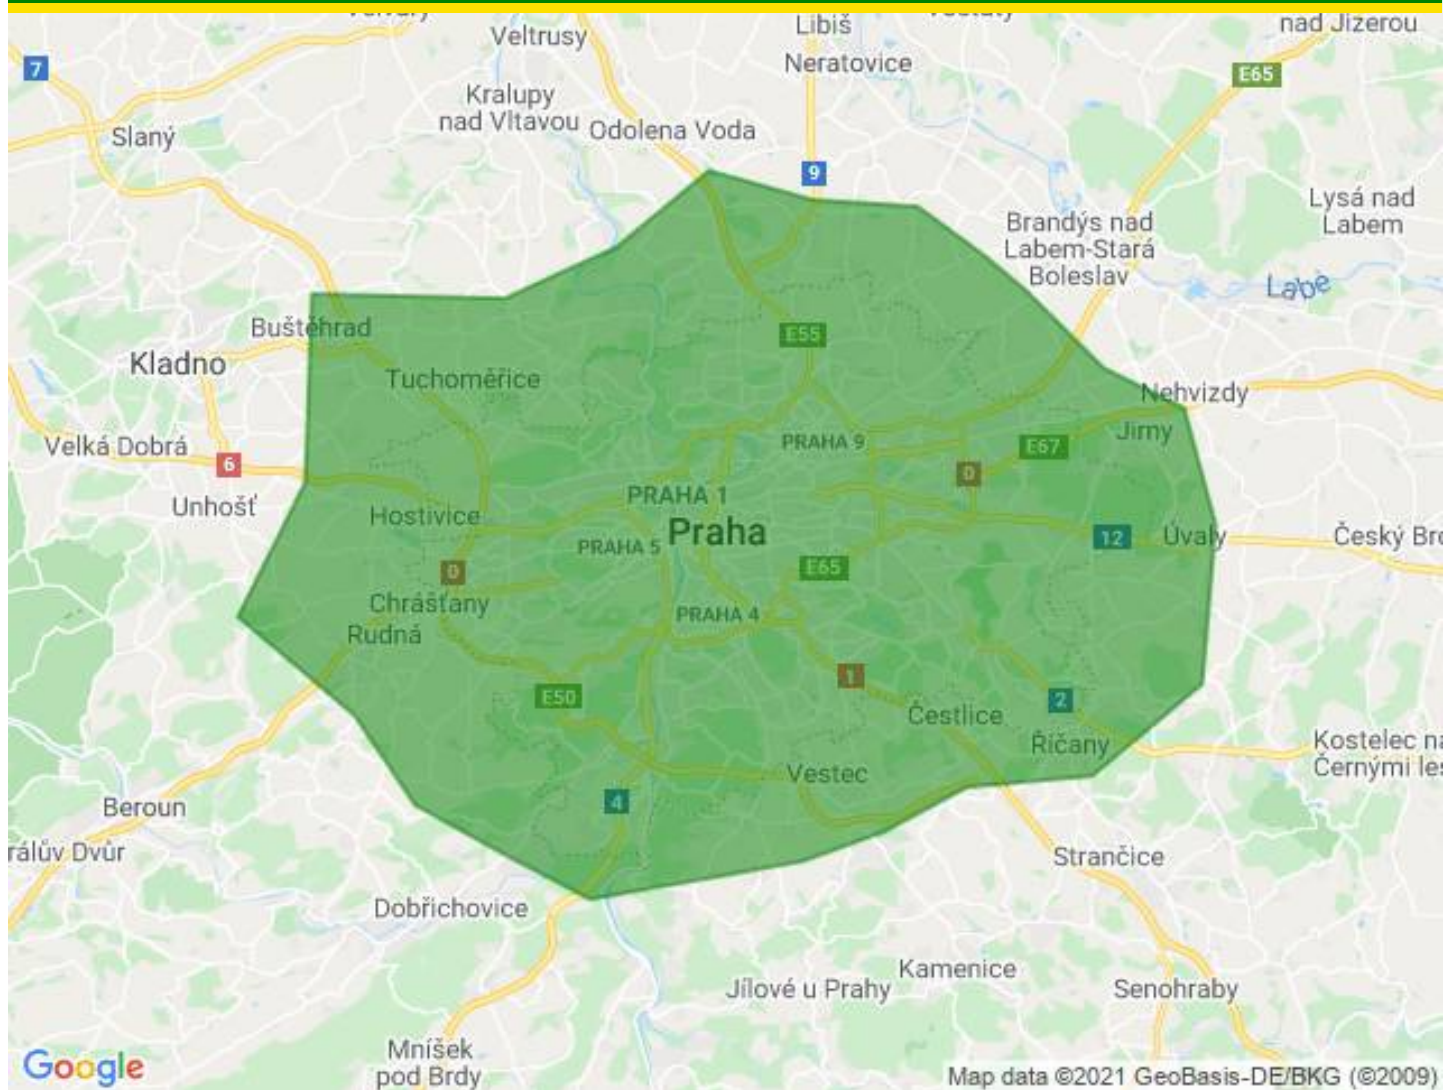 Veltrusy
Libiš
nad Jizerou
7
Neratovice
E65
Kralupy
nad Vltavou
Odolena Voda
Slaný
9
Lysá nad
Labem
Brandýs nad
Labem-Stará
Boleslav
Labe
Buštěhrad
E55
Kladno
Tuchoměřice
Nehvizdy
Jirny
PRAHA 9
E67
Velká Dobrá
6
0
PRAHA 1
Unhošť
Hostivice
Praha
PRAHA 5
12
Úvaly
Český Bro
0
E65
Chrášťany
PRAHA 4
Rudná
1
E50
2
Čestlice
Říčany
Kostelec na
Černými les
Vestec
4
Beroun
rálův Dvůr
Strančice
Dobřichovice
Kamenice
Jílové u Prahy
Senohraby
Mníšek
pod Brdy
Google
Map data ©2021 GeoBasis-DE/BKG (©2009)